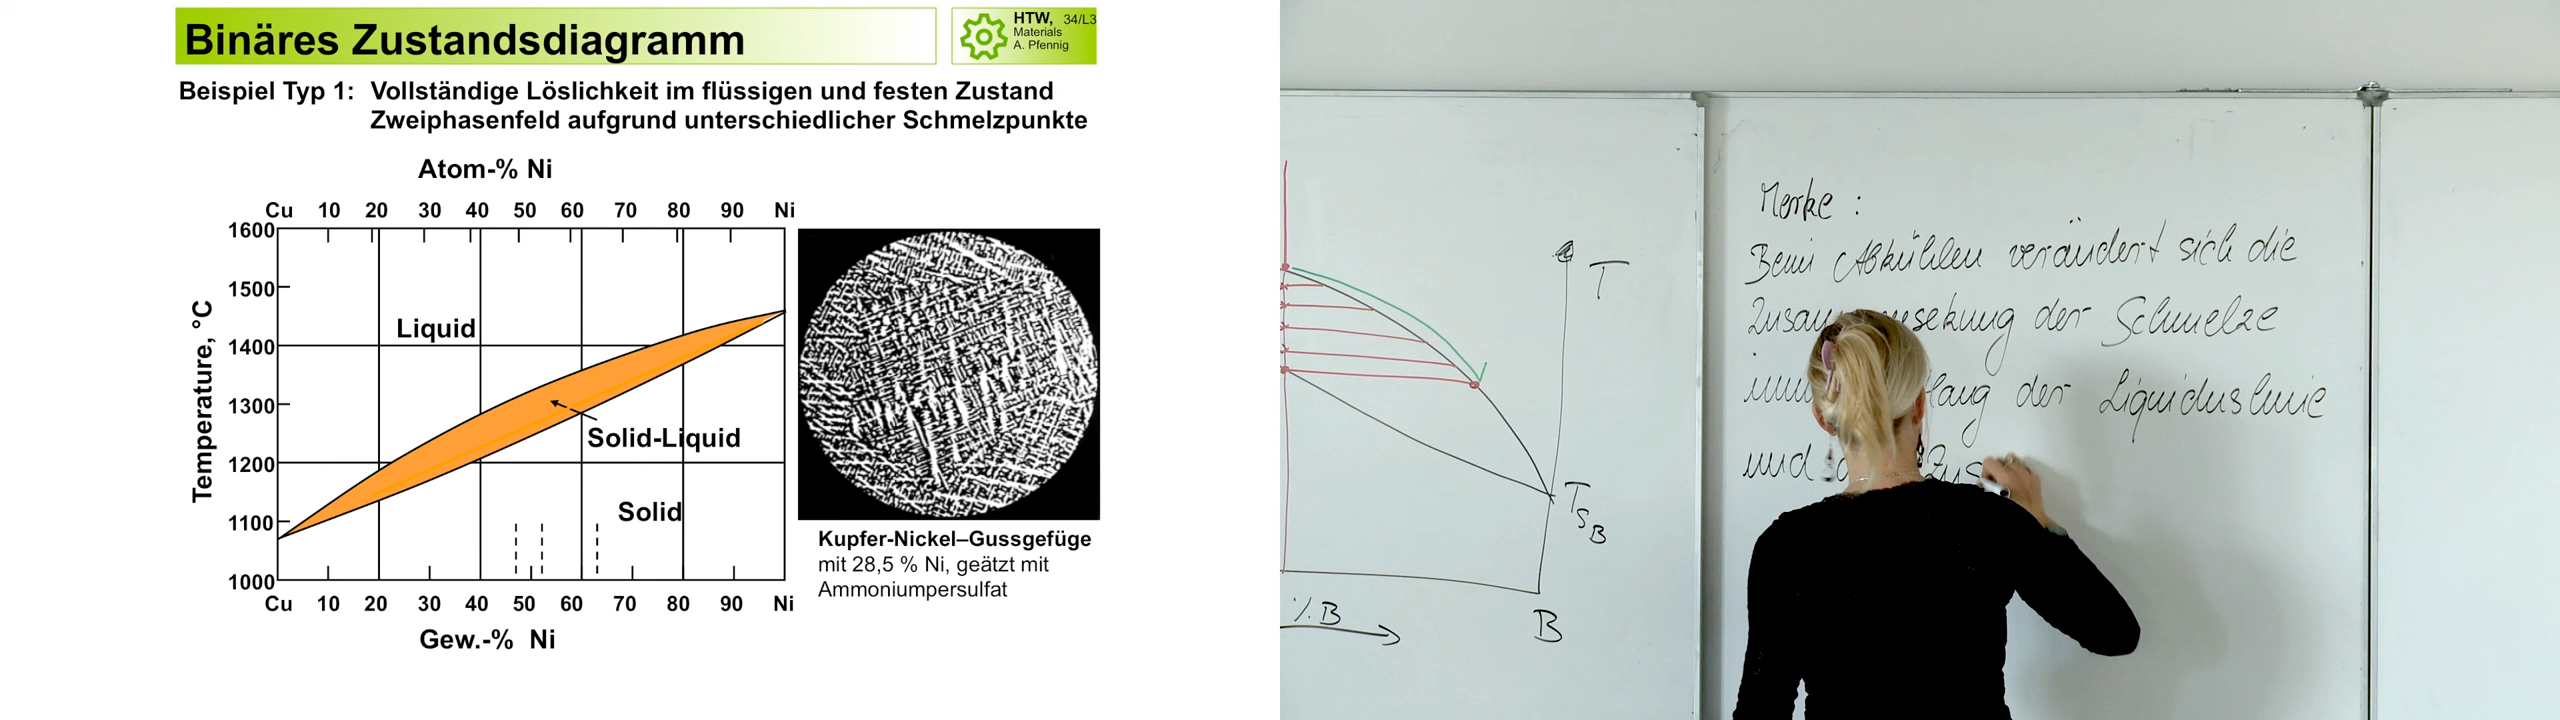 Binäres Zustandsdiagramm
HTW, 34/L3
Materials
A. Pfennig
Beispiel Typ 1: Vollständige Löslichkeit im flüssigen und festen Zustand
Zweiphasenfeld aufgrund unterschiedlicher Schmelzpunkte
Atom-% Ni
Cu 10 20 30 40 50 60 70 80 90 Ni
1600
1500
1400
1300
1200
1100
1000
Temperature, °C
Liquid
Solid-Liquid
Solid
Cu 10 20 30 40 50 60 70 80 90 Ni
Gew.-% Ni
Kupfer-Nickel–Gussgefüge
mit 28,5 % Ni, geätzt mit
Ammoniumpersulfat
T
T_SB
% B
B
Merke :
Beim Abkühlen verändert sich die
der Schmelze
der Liquiduslinie
und